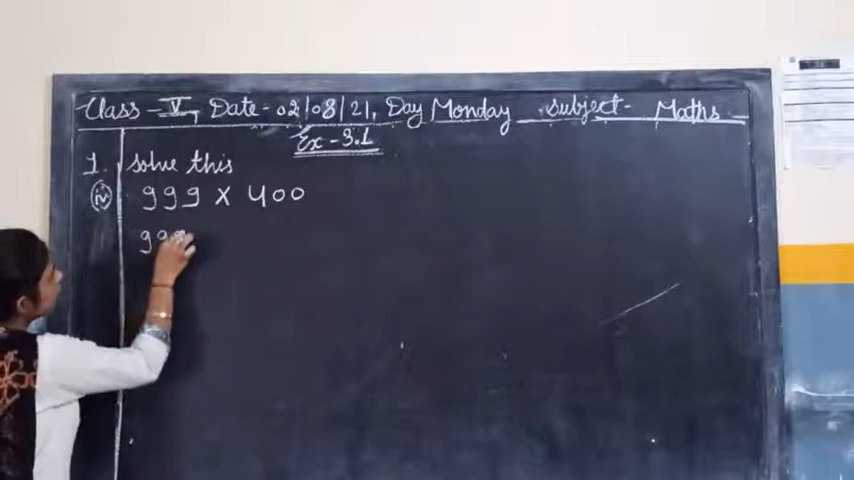 Class - V, Date - 02/08/21, Day Monday, Subject - Maths
Ex - 3.1
1. Solve this
(iv) 999 x 400
999